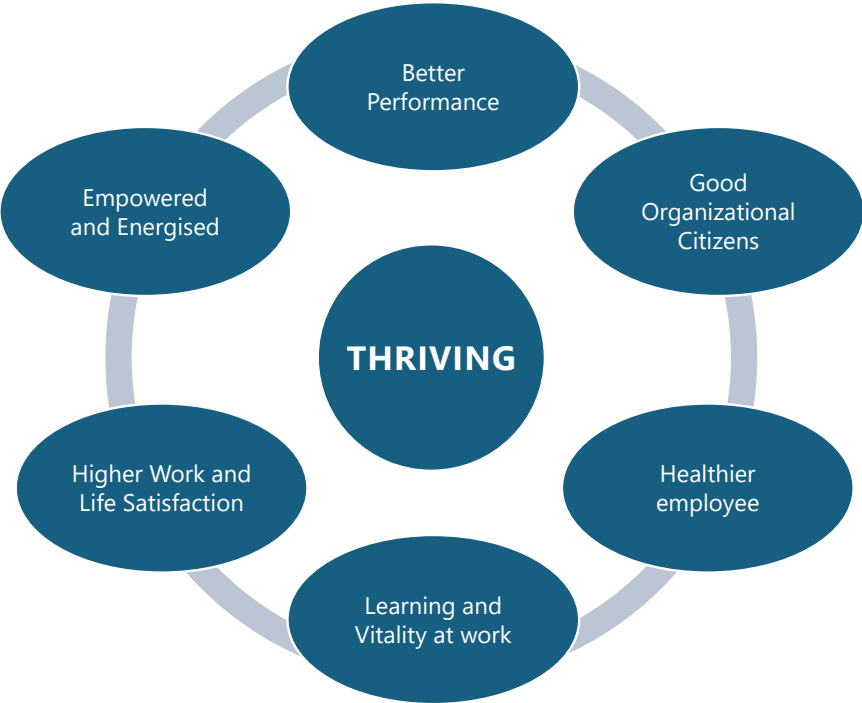 Better
Performance
Good
Organizational
Citizens
Healthier
employee
Learning and
Vitality at work
Higher Work and
Life Satisfaction
Empowered
and Energised
THRIVING